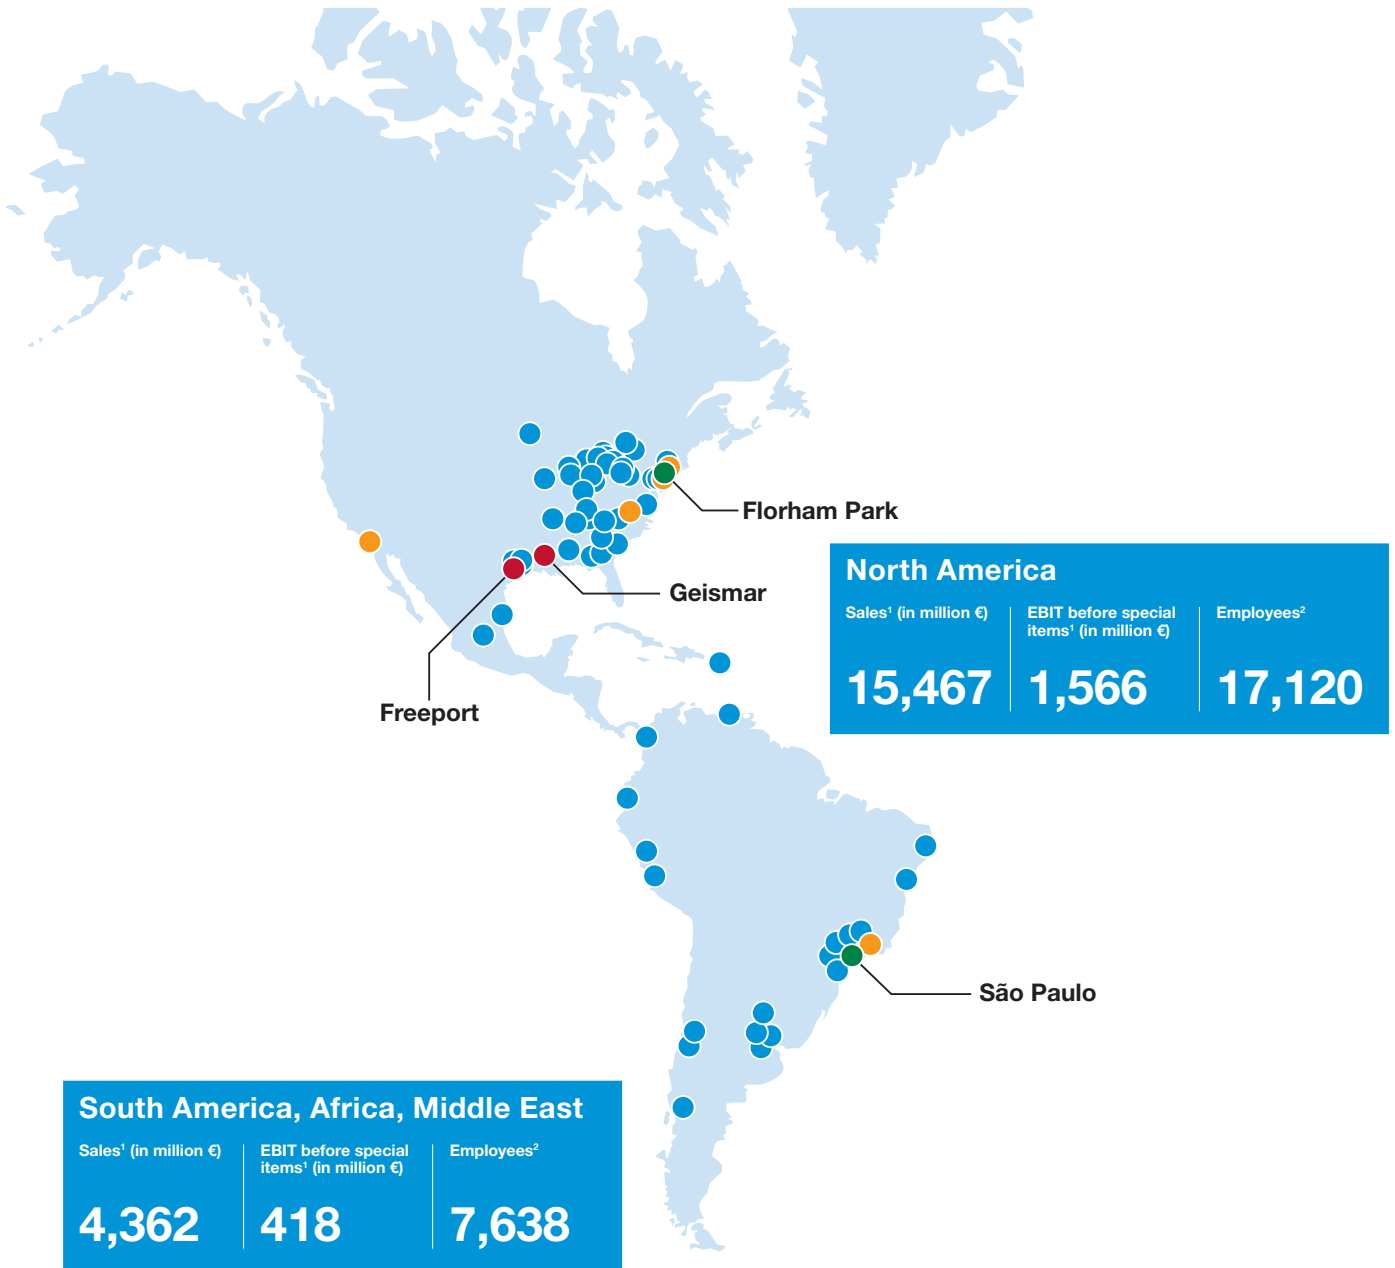 Florham Park
Geismar
Freeport
North America
Sales¹ (in million €)
EBIT before special
items¹ (in million €)
Employees²
15,467
1,566
17,120
São Paulo
South America, Africa, Middle East
Sales¹ (in million €)
EBIT before special
items¹ (in million €)
Employees²
4,362
418
7,638